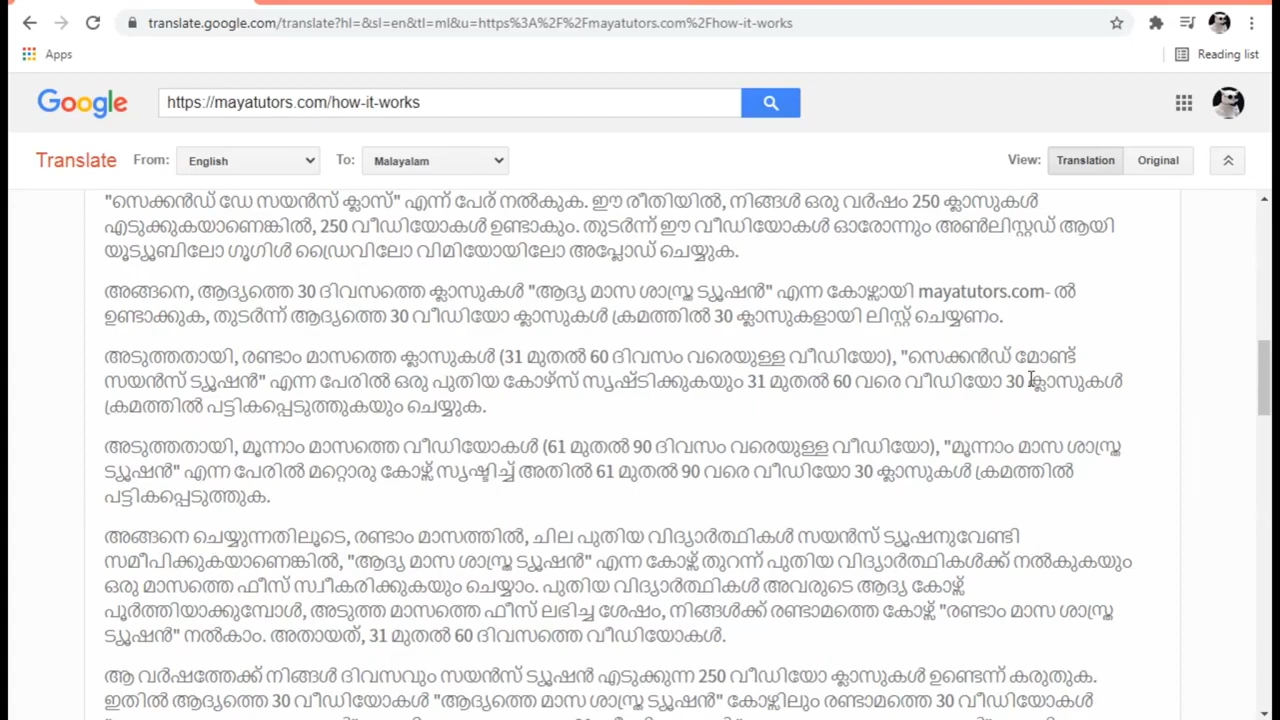 translate.google.com/translate?hl=&sl=en&tl=ml&u=https%3A%2F%2Fmayatutors.com%2Fhow-it-works
Apps
Reading list
Google
https://mayatutors.com/how-it-works
Translate From: English To: Malayalam View: Translation Original
"സെക്കൻഡ് ഡേ സയൻസ് ക്ലാസ്" എന്ന് പേര് നൽകുക. ഈ രീതിയിൽ, നിങ്ങൾ ഒരു വർഷം 250 ക്ലാസുകൾ
എടുക്കുകയാണെങ്കിൽ, 250 വീഡിയോകൾ ഉണ്ടാകും. തുടർന്ന് ഈ വീഡിയോകൾ ഓരോന്നും അൺലിസ്റ്റഡ് ആയി
യൂട്യൂബിലോ ഗൂഗിൾ ഡ്രൈവിലോ വിമിയോയിലോ അപ്ലോഡ് ചെയ്യുക.
അങ്ങനെ, ആദ്യത്തെ 30 ദിവസത്തെ ക്ലാസുകൾ "ആദ്യ മാസ ശാസ്ത്ര ട്യൂഷൻ" എന്ന കോഴ്സായി mayatutors.com- ൽ
ഉണ്ടാക്കുക, തുടർന്ന് ആദ്യത്തെ 30 വീഡിയോ ക്ലാസുകൾ ക്രമത്തിൽ 30 ക്ലാസുകളായി ലിസ്റ്റ് ചെയ്യണം.
അടുത്തതായി, രണ്ടാം മാസത്തെ ക്ലാസുകൾ (31 മുതൽ 60 ദിവസം വരെയുള്ള വീഡിയോ), "സെക്കൻഡ് മോണ്ട്
സയൻസ് ട്യൂഷൻ" എന്ന പേരിൽ ഒരു പുതിയ കോഴ്സ് സൃഷ്ടിക്കുകയും 31 മുതൽ 60 വരെ വീഡിയോ 30 ക്ലാസുകൾ
ക്രമത്തിൽ പട്ടികപ്പെടുത്തുകയും ചെയ്യുക.
അടുത്തതായി, മൂന്നാം മാസത്തെ വീഡിയോകൾ (61 മുതൽ 90 ദിവസം വരെയുള്ള വീഡിയോ), "മൂന്നാം മാസ ശാസ്ത്ര
ട്യൂഷൻ" എന്ന പേരിൽ മറ്റൊരു കോഴ്സ് സൃഷ്ടിച്ച് അതിൽ 61 മുതൽ 90 വരെ വീഡിയോ 30 ക്ലാസുകൾ ക്രമത്തിൽ
പട്ടികപ്പെടുത്തുക.
അങ്ങനെ ചെയ്യുന്നതിലൂടെ, രണ്ടാം മാസത്തിൽ, ചില പുതിയ വിദ്യാർത്ഥികൾ സയൻസ് ട്യൂഷനുവേണ്ടി
സമീപിക്കുകയാണെങ്കിൽ, "ആദ്യ മാസ ശാസ്ത്ര ട്യൂഷൻ" എന്ന കോഴ്സ് തുറന്ന് പുതിയ വിദ്യാർത്ഥികൾക്ക് നൽകുകയും
ഒരു മാസത്തെ ഫീസ് സ്വീകരിക്കുകയും ചെയ്യാം. പുതിയ വിദ്യാർത്ഥികൾ അവരുടെ ആദ്യ കോഴ്സ്
പൂർത്തിയാക്കുമ്പോൾ, അടുത്ത മാസത്തെ ഫീസ് ലഭിച്ച ശേഷം, നിങ്ങൾക്ക് രണ്ടാമത്തെ കോഴ്സ് "രണ്ടാം മാസ ശാസ്ത്ര
ട്യൂഷൻ" നൽകാം. അതായത്, 31 മുതൽ 60 ദിവസത്തെ വീഡിയോകൾ.
ആ വർഷത്തേക്ക് നിങ്ങൾ ദിവസവും സയൻസ് ട്യൂഷൻ എടുക്കുന്ന 250 വീഡിയോ ക്ലാസുകൾ ഉണ്ടെന്ന് കരുതുക.
ഇതിൽ ആദ്യത്തെ 30 വീഡിയോകൾ "ആദ്യത്തെ മാസ ശാസ്ത്ര ട്യൂഷൻ" കോഴ്സിലും രണ്ടാമത്തെ 30 വീഡിയോകൾ